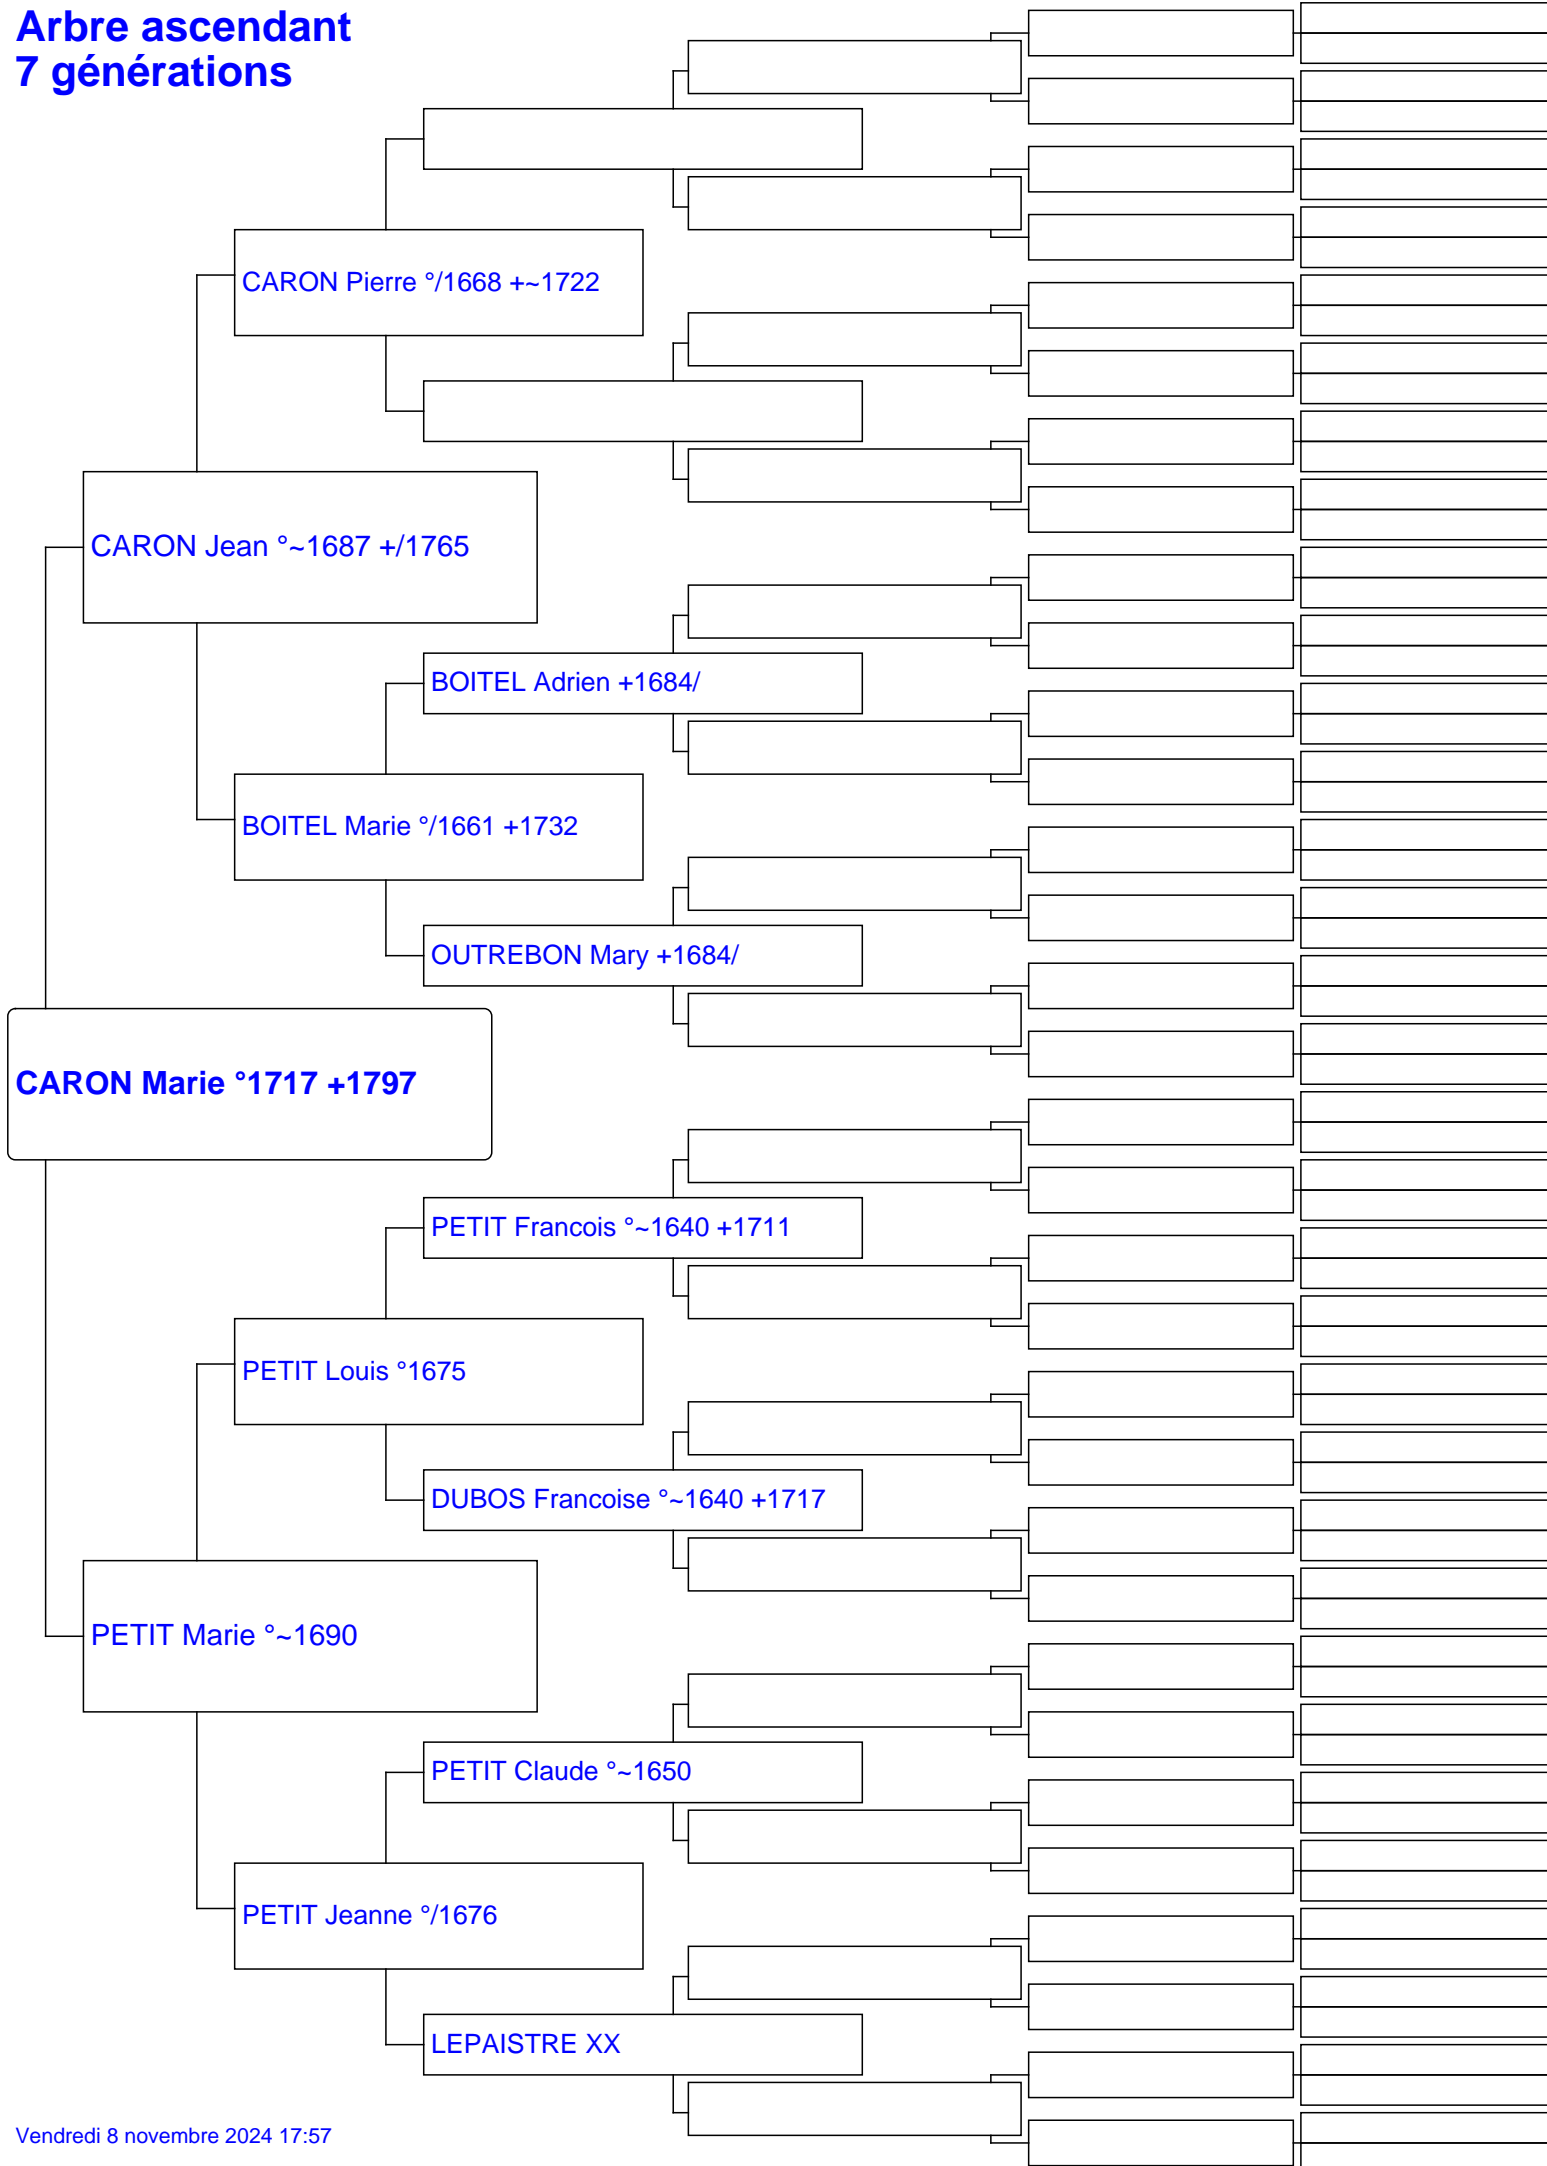 Arbre ascendant
7 générations
CARON Pierre °/1668 +~1722
CARON Jean °~1687 +/1765
BOITEL Adrien +1684/
BOITEL Marie °/1661 +1732
OUTREBON Mary +1684/
CARON Marie °1717 +1797
PETIT Francois °~1640 +1711
PETIT Louis °1675
DUBOS Francoise °~1640 +1717
PETIT Marie °~1690
PETIT Claude °~1650
PETIT Jeanne °/1676
LEPAISTRE XX
Vendredi 8 novembre 2024 17:57